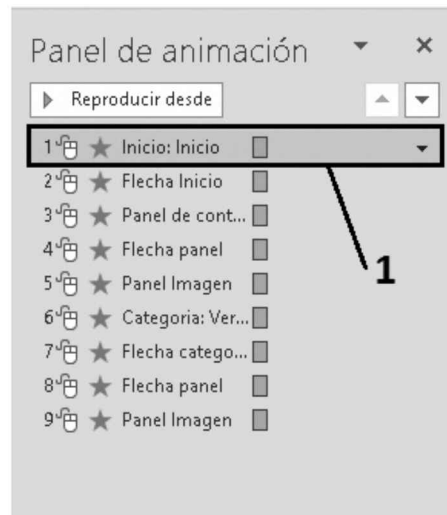 Panel de animación
Reproducir desde
1 Inicio: Inicio
2 Flecha Inicio
3 Panel de cont...
4 Flecha panel
5 Panel Imagen
6 Categoria: Ver...
7 Flecha catego...
8 Flecha panel
9 Panel Imagen
1